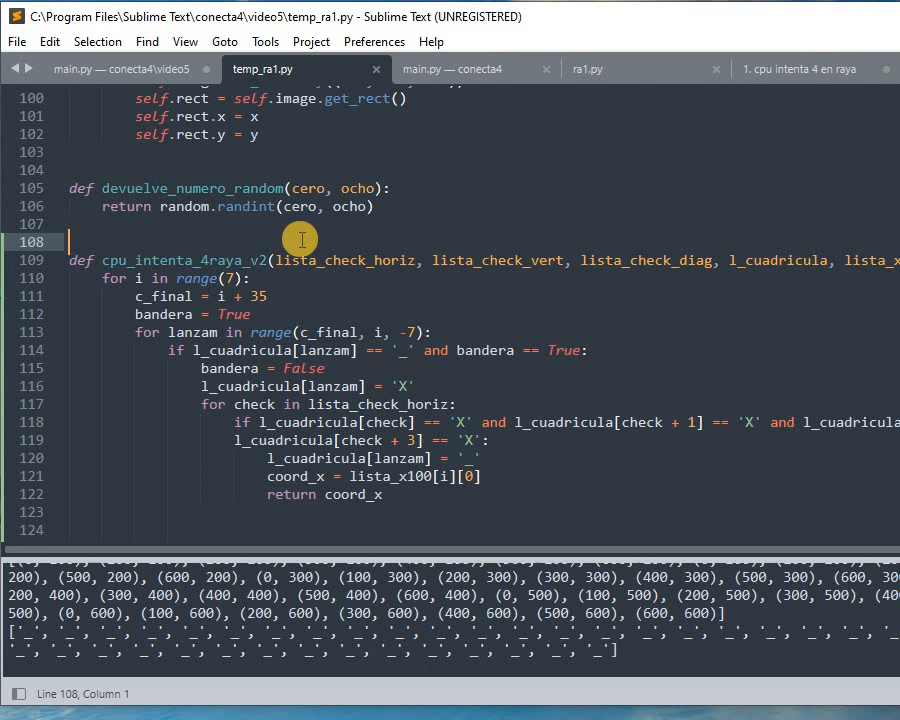 C:\Program Files\Sublime Text\conecta4\video5\temp_ra1.py - Sublime Text (UNREGISTERED)
File Edit Selection Find View Goto Tools Project Preferences Help
main.py — conecta4\video5 temp_ra1.py × main.py — conecta4 × ra1.py × 1. cpu intenta 4 en raya
100 self.rect = self.image.get_rect()
101 self.rect.x = x
102 self.rect.y = y
103
104
105 def devuelve_numero_random(cero, ocho):
106 return random.randint(cero, ocho)
107
108
109 def cpu_intenta_4raya_v2(lista_check_horiz, lista_check_vert, lista_check_diag, l_cuadricula, lista_x
110 for i in range(7):
111 c_final = i + 35
112 bandera = True
113 for lanzam in range(c_final, i, -7):
114 if l_cuadricula[lanzam] == '_' and bandera == True:
115 bandera = False
116 l_cuadricula[lanzam] = 'X'
117 for check in lista_check_horiz:
118 if l_cuadricula[check] == 'X' and l_cuadricula[check + 1] == 'X' and l_cuadricula
119 l_cuadricula[check + 3] == 'X':
120 l_cuadricula[lanzam] = '_'
121 coord_x = lista_x100[i][0]
122 return coord_x
123
124
200), (500, 200), (600, 200), (0, 300), (100, 300), (200, 300), (300, 300), (400, 300), (500, 300), (600, 30
200, 400), (300, 400), (400, 400), (500, 400), (600, 400), (0, 500), (100, 500), (200, 500), (300, 500), (40
500), (0, 600), (100, 600), (200, 600), (300, 600), (400, 600), (500, 600), (600, 600)]
['_', '_', '_', '_', '_', '_', '_', '_', '_', '_', '_', '_', '_', '_', '_', '_', '_', '_', '_', '_', '_', '_
'_', '_', '_', '_', '_', '_', '_', '_', '_', '_', '_', '_', '_', '_', '_']
Line 108, Column 1